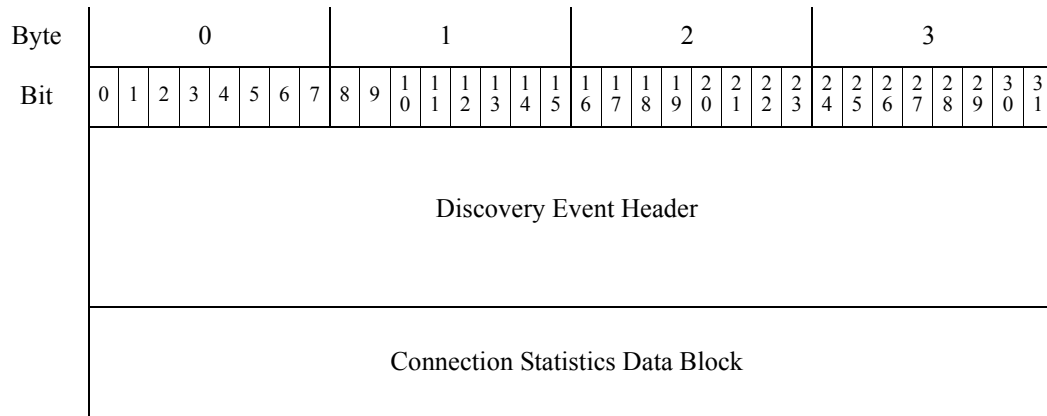 Byte 0 1 2 3
Bit 0 1 2 3 4 5 6 7 8 9 10 11 12 13 14 15 16 17 18 19 20 21 22 23 24 25 26 27 28 29 30 31
Discovery Event Header
Connection Statistics Data Block